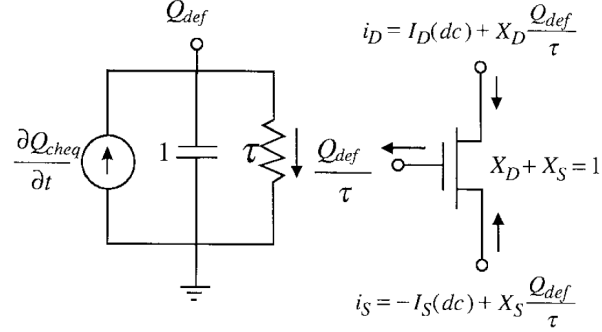 Q_def
∂Q_cheq/∂t
1
τ
Q_def/τ
i_D = I_D(dc) + X_D Q_def/τ
X_D + X_S = 1
i_S = −I_S(dc) + X_S Q_def/τ